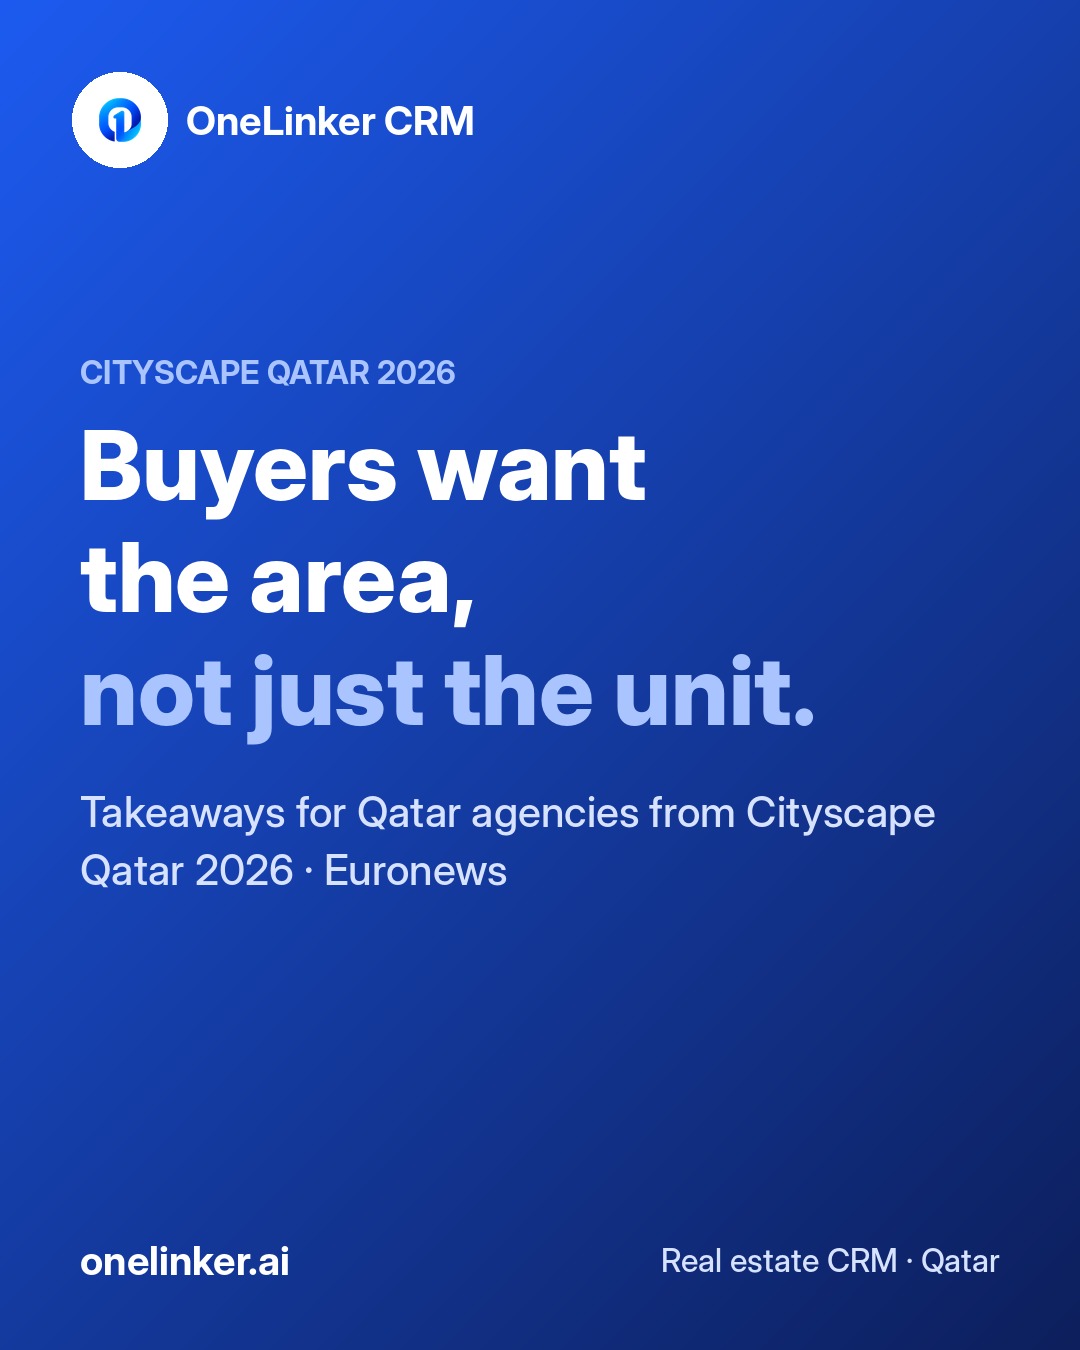 OneLinker CRM
CITYSCAPE QATAR 2026
Buyers want
the area,
not just the unit.
Takeaways for Qatar agencies from Cityscape
Qatar 2026 · Euronews
onelinker.ai
Real estate CRM · Qatar